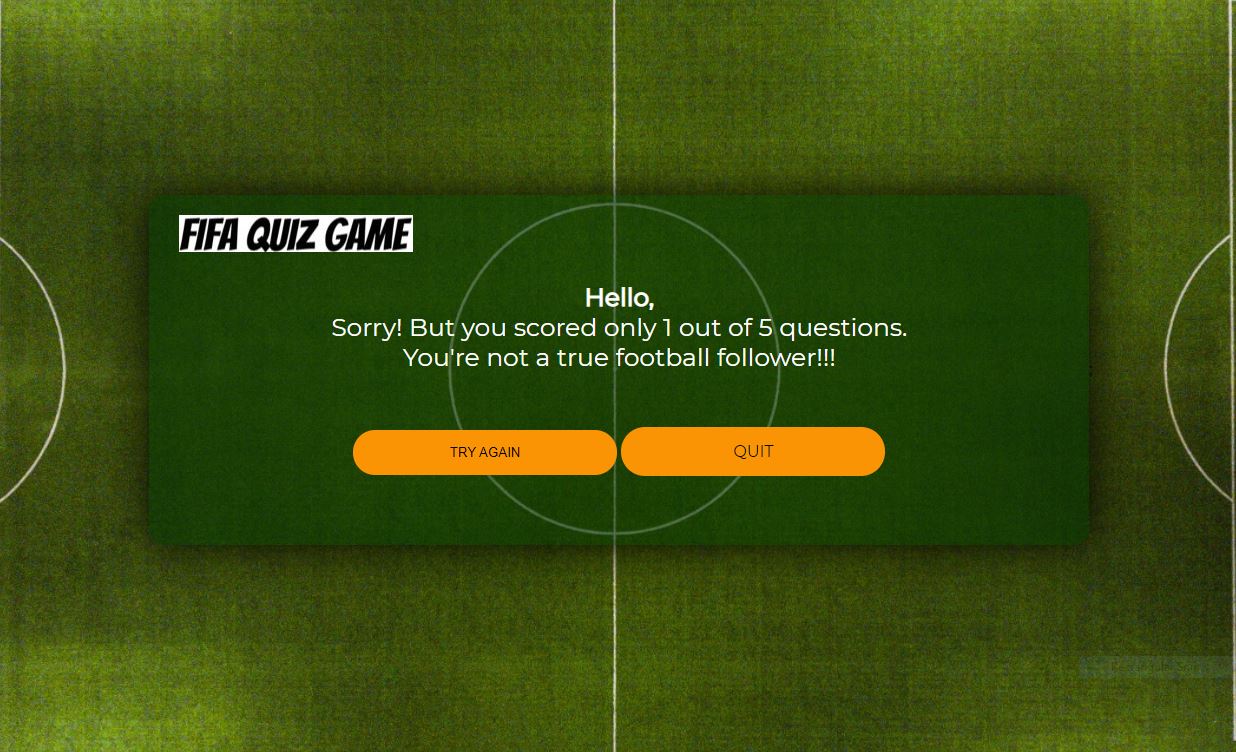 FIFA QUIZ GAME
Hello,
Sorry! But you scored only 1 out of 5 questions.
You're not a true football follower!!!
TRY AGAIN
QUIT